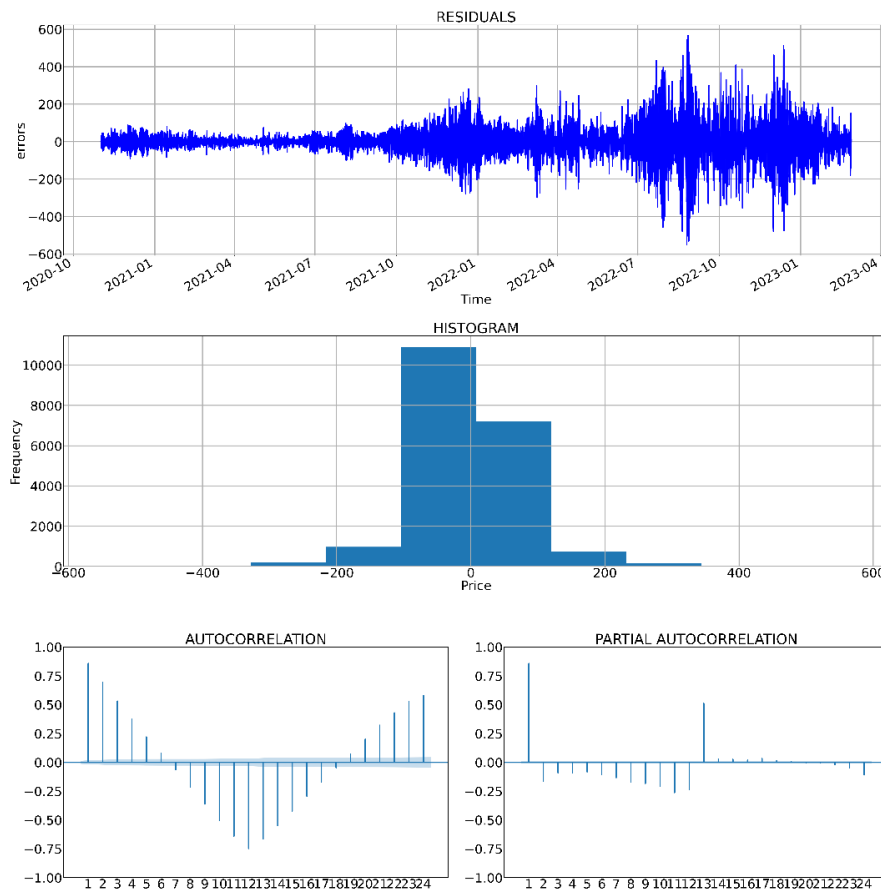 RESIDUALS
600
400
200
0
−200
−400
−600
errors
2020-10 2021-01 2021-04 2021-07 2021-10 2022-01 2022-04 2022-07 2022-10 2023-01 2023-04
Time
HISTOGRAM
10000
8000
6000
4000
2000
0
Frequency
−600 −400 −200 0 200 400 600
Price
AUTOCORRELATION
1.00
0.75
0.50
0.25
0.00
−0.25
−0.50
−0.75
−1.00
1 2 3 4 5 6 7 8 9 10 11 12 13 14 15 16 17 18 19 20 21 22 23 24
PARTIAL AUTOCORRELATION
1.00
0.75
0.50
0.25
0.00
−0.25
−0.50
−0.75
−1.00
1 2 3 4 5 6 7 8 9 10 11 12 13 14 15 16 17 18 19 20 21 22 23 24